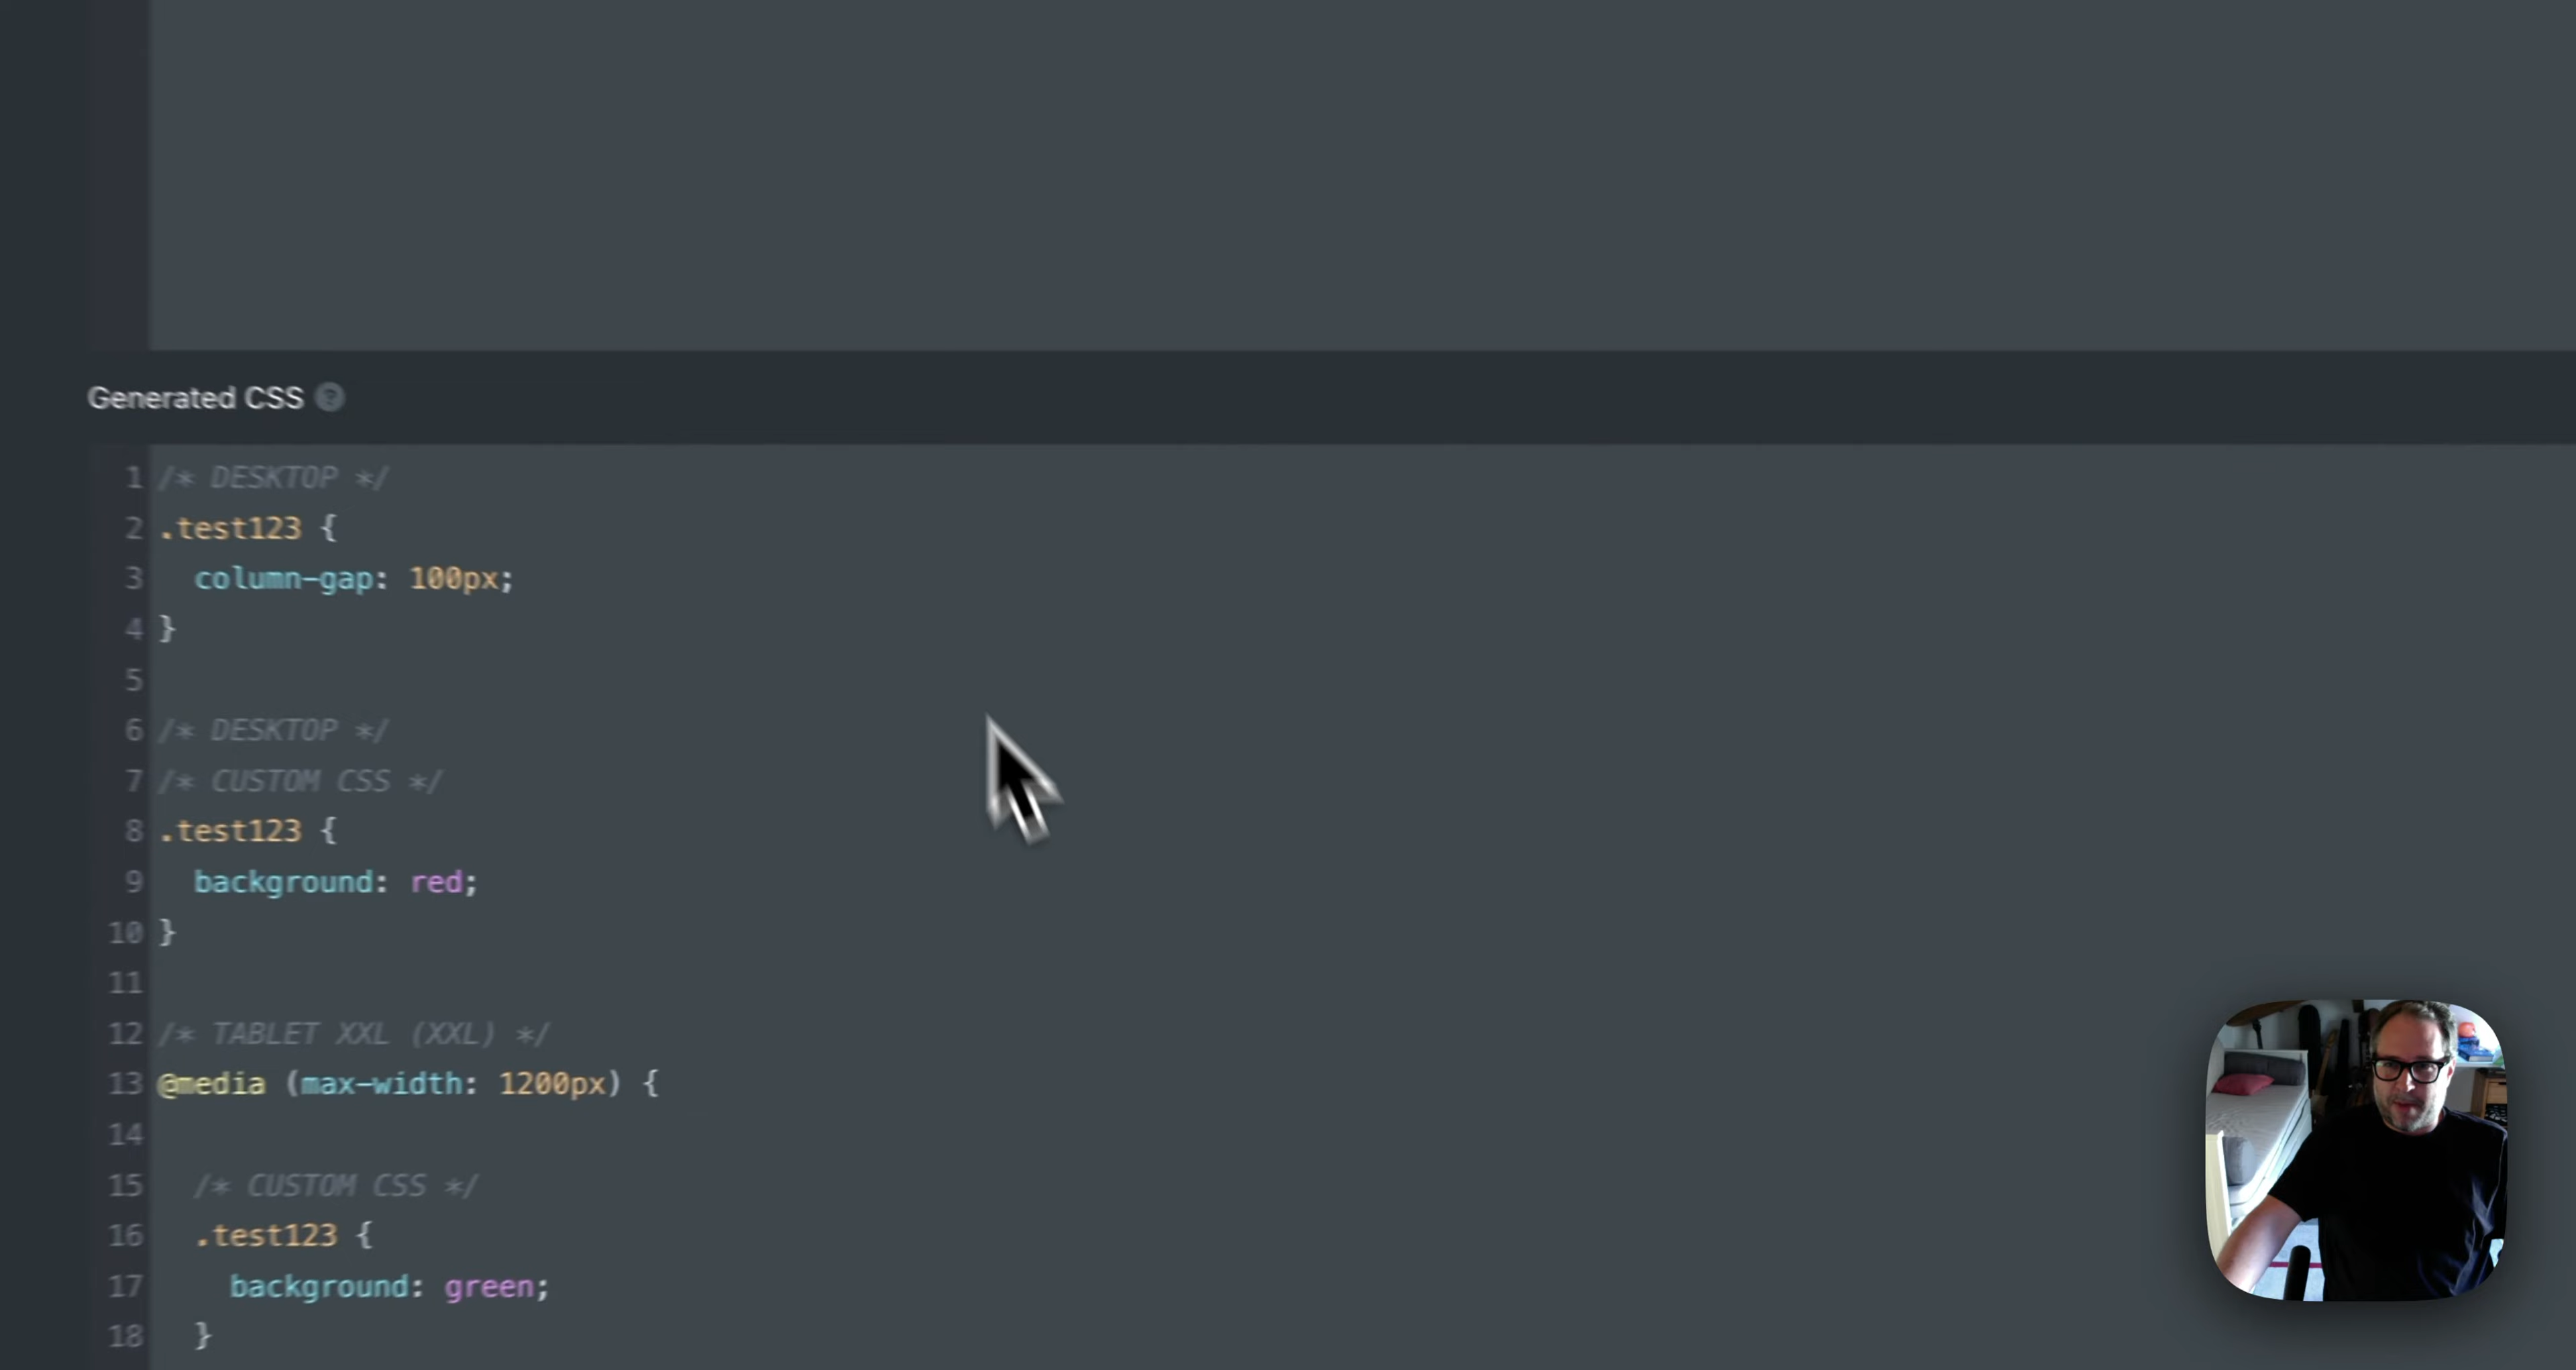 Generated CSS ?
1 /* DESKTOP */
2 .test123 {
3   column-gap: 100px;
4 }
5
6 /* DESKTOP */
7 /* CUSTOM CSS */
8 .test123 {
9   background: red;
10 }
11
12 /* TABLET XXL (XXL) */
13 @media (max-width: 1200px) {
14
15   /* CUSTOM CSS */
16   .test123 {
17     background: green;
18   }